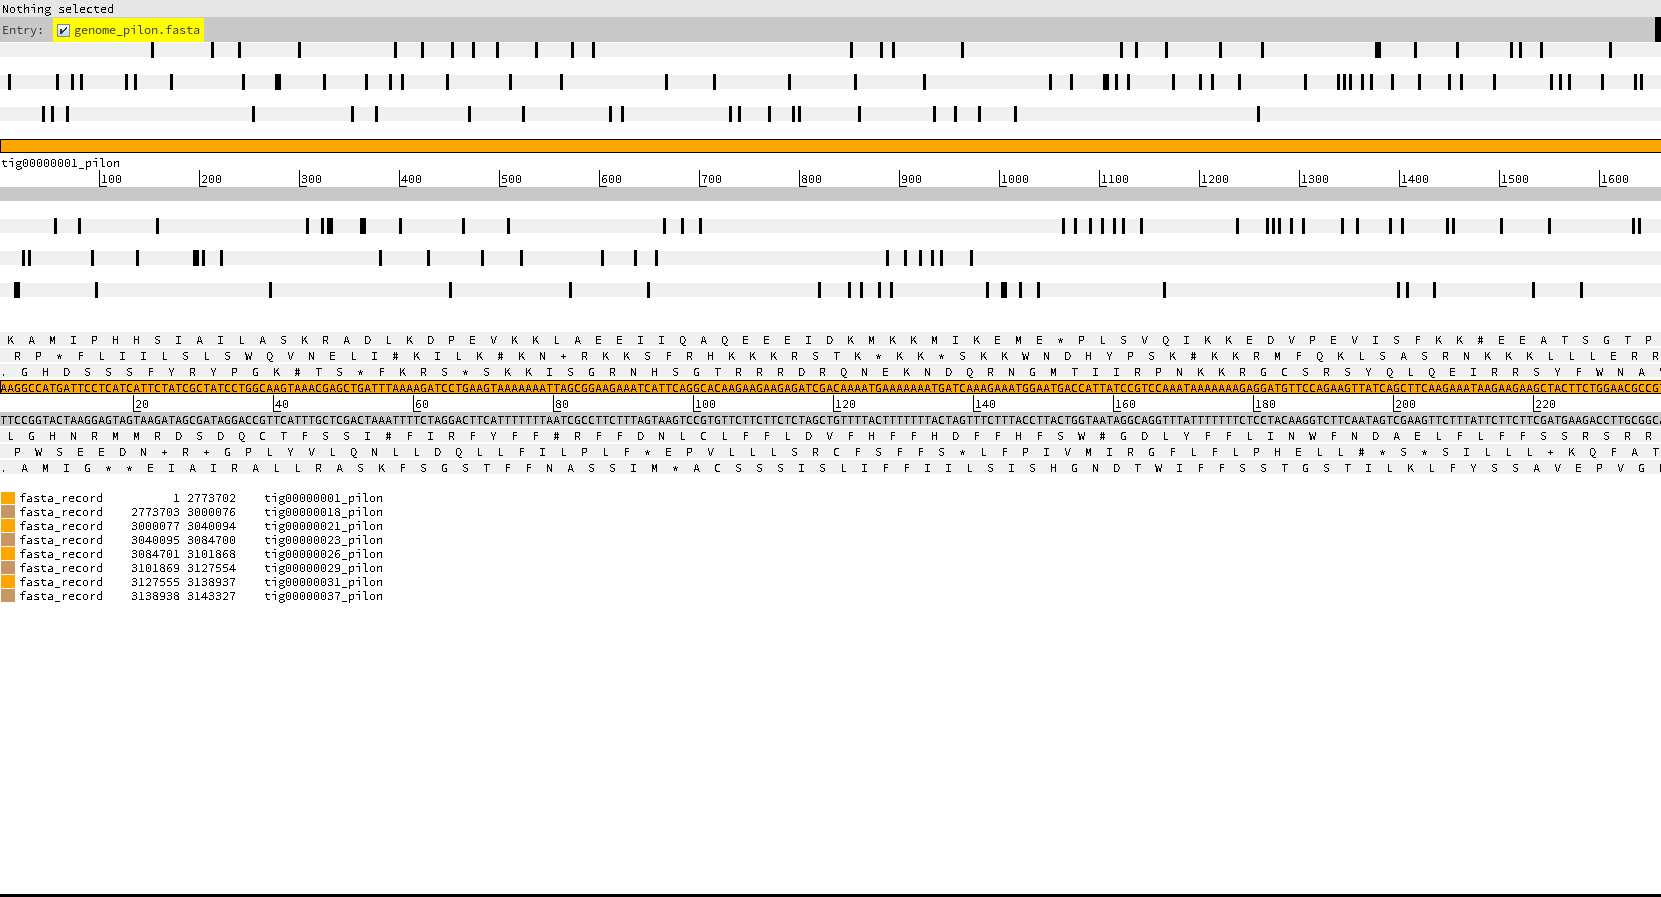 Nothing selected
Entry: genome_pilon.fasta
tig00000001_pilon
100 200 300 400 500 600 700 800 900 1000 1100 1200 1300 1400 1500 1600
K A M I P H H S I A I L A S K R A D L K D P E V K K L A E E I I Q A Q E E E I D K M K K M I K E M E * P L S V Q I K K E D V P E V I S F K K # E E A T S G T P
R P * F L I I L S L S W Q V N E L I # K I L K # K N + R K K S F R H K K K R S T K * K K * S K K W N D H Y P S K # K K R M F Q K L S A S R N K K K L L L E R R
. G H D S S S F Y R Y P G K # T S * F K R S * S K K I S G R N H S G T R R R D R Q N E K N D Q R N G M T I I R P N K K R G C S R S Y Q L Q E I R R S Y F W N A
20 40 60 80 100 120 140 160 180 200 220
L G H N R M M R D S D Q C T F S S I # F I R F Y F F # R F F D N L C L F F L D V F H F F H D F F H F S W # G D L Y F F L I N W F N D A E L F L F F S S R S R R
P W S E E D N + R + G P L Y V L Q N L L D Q L L F I L P L F * E P V L L L S R C F S F F S * L F P I V M I R G F L F L P H E L L # * S * S I L L L + K Q F A T
. A M I G * * E I A I R A L L R A S K F S G S T F F N A S S I M * A C S S S I S L I F F I I L S I S H G N D T W I F F S S T G S T I L K L F Y S S A V E P V G
fasta_record 1 2773702 tig00000001_pilon
fasta_record 2773703 3000076 tig00000018_pilon
fasta_record 3000077 3040094 tig00000021_pilon
fasta_record 3040095 3084700 tig00000023_pilon
fasta_record 3084701 3101868 tig00000026_pilon
fasta_record 3101869 3127554 tig00000029_pilon
fasta_record 3127555 3138937 tig00000031_pilon
fasta_record 3138938 3143327 tig00000037_pilon